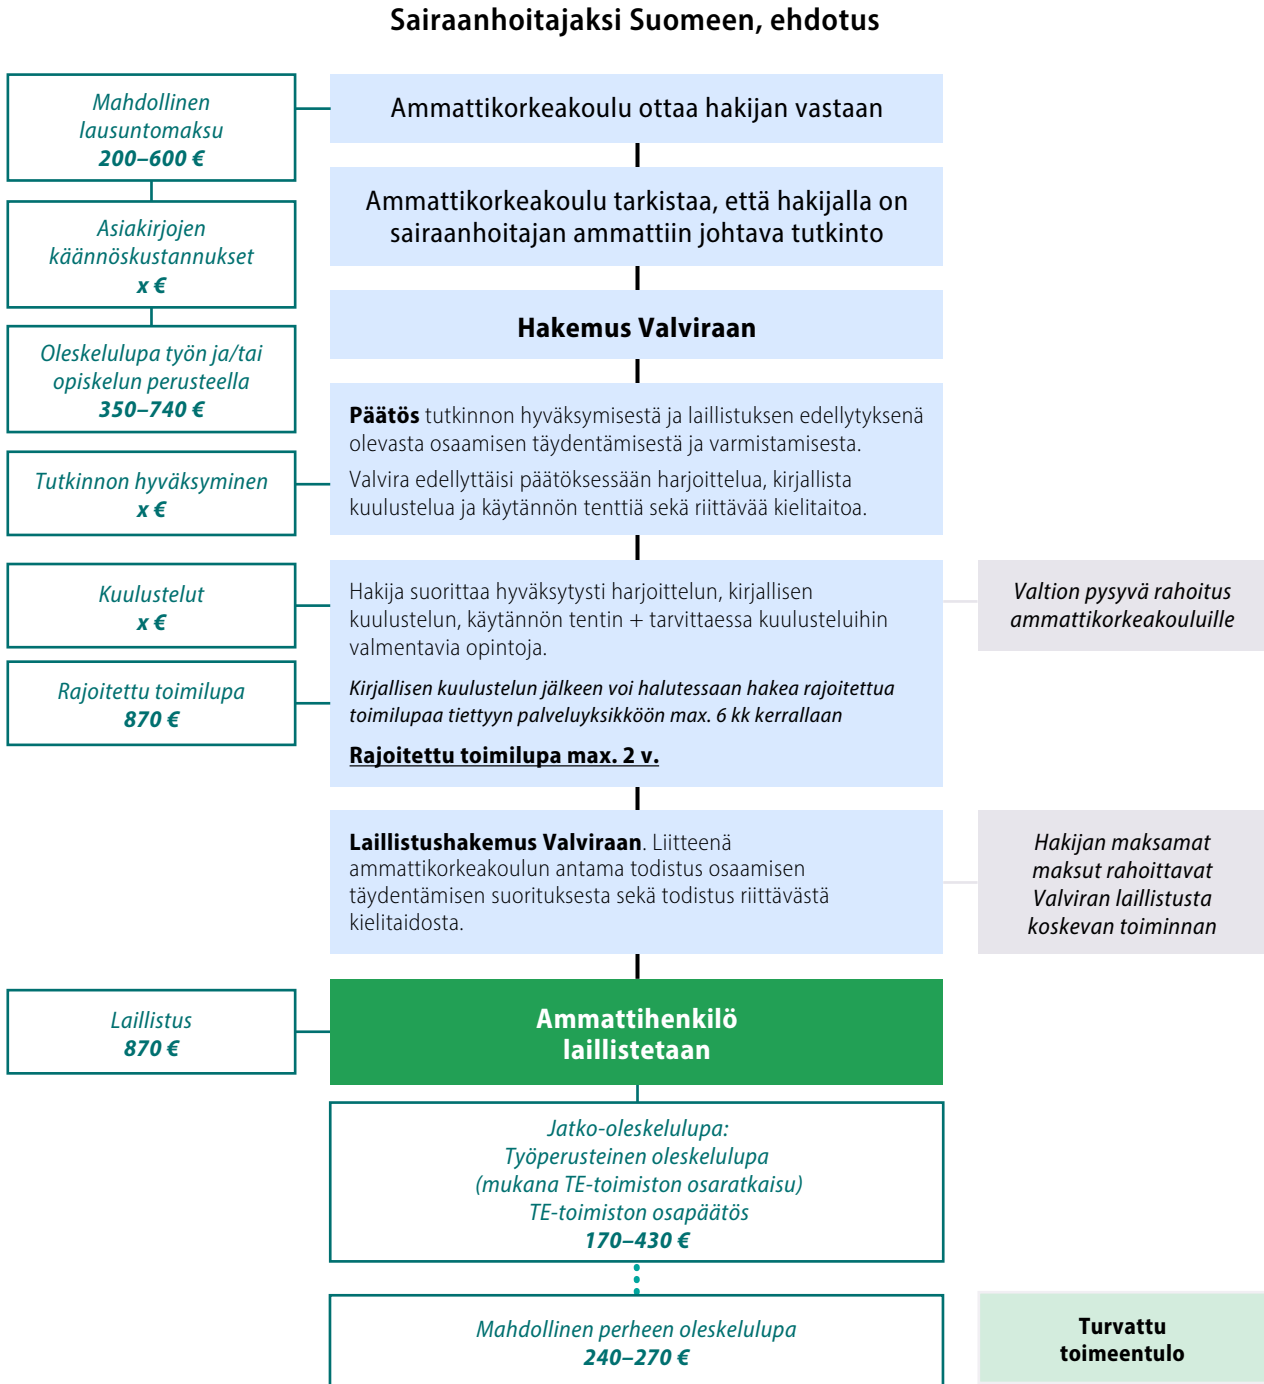 Sairaanhoitajaksi Suomeen, ehdotus
Mahdollinen
lausuntomaksu
200–600 €
Ammattikorkeakoulu ottaa hakijan vastaan
Ammattikorkeakoulu tarkistaa, että hakijalla on
sairaanhoitajan ammattiin johtava tutkinto
Asiakirjojen
käännöskustannukset
x €
Hakemus Valviraan
Oleskelulupa työn ja/tai
opiskelun perusteella
350–740 €
Päätös tutkinnon hyväksymisestä ja laillistuksen edellytyksenä
olevasta osaamisen täydentämisestä ja varmistamisesta.
Valvira edellyttäisi päätöksessään harjoittelua, kirjallista
kuulustelua ja käytännön tenttiä sekä riittävää kielitaitoa.
Tutkinnon hyväksyminen
x €
Kuulustelut
x €
Hakija suorittaa hyväksytysti harjoittelun, kirjallisen
kuulustelun, käytännön tentin + tarvittaessa kuulusteluihin
valmentavia opintoja.
Kirjallisen kuulustelun jälkeen voi halutessaan hakea rajoitettua
toimilupaa tiettyyn palveluyksikköön max. 6 kk kerrallaan
Rajoitettu toimilupa max. 2 v.
Valtion pysyvä rahoitus
ammattikorkeakouluille
Rajoitettu toimilupa
870 €
Laillistushakemus Valviraan. Liitteenä
ammattikorkeakoulun antama todistus osaamisen
täydentämisen suorituksesta sekä todistus riittävästä
kielitaidosta.
Hakijan maksamat
maksut rahoittavat
Valviran laillistusta
koskevan toiminnan
Laillistus
870 €
Ammattihenkilö
laillistetaan
Jatko-oleskelulupa:
Työperusteinen oleskelulupa
(mukana TE-toimiston osaratkaisu)
TE-toimiston osapäätös
170–430 €
Mahdollinen perheen oleskelulupa
240–270 €
Turvattu
toimeentulo